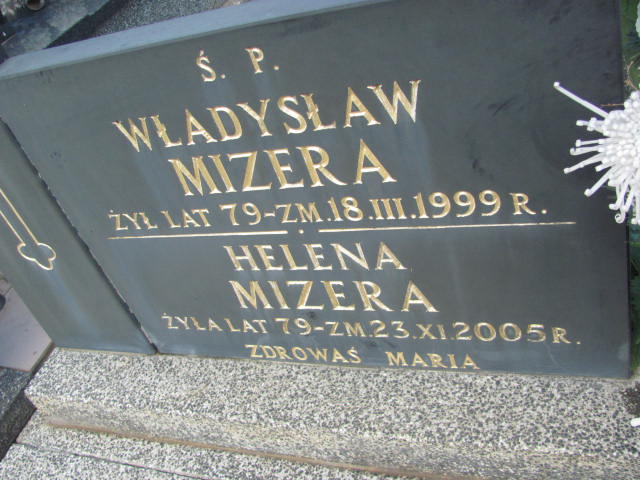 Ś. P.
WŁADYSŁAW
MIZERA
ŻYŁ LAT 79-ZM.18.III.1999 R.
HELENA
MIZERA
ŻYŁA LAT 79-ZM.23.XI.2005 R.
ZDROWAŚ MARIA